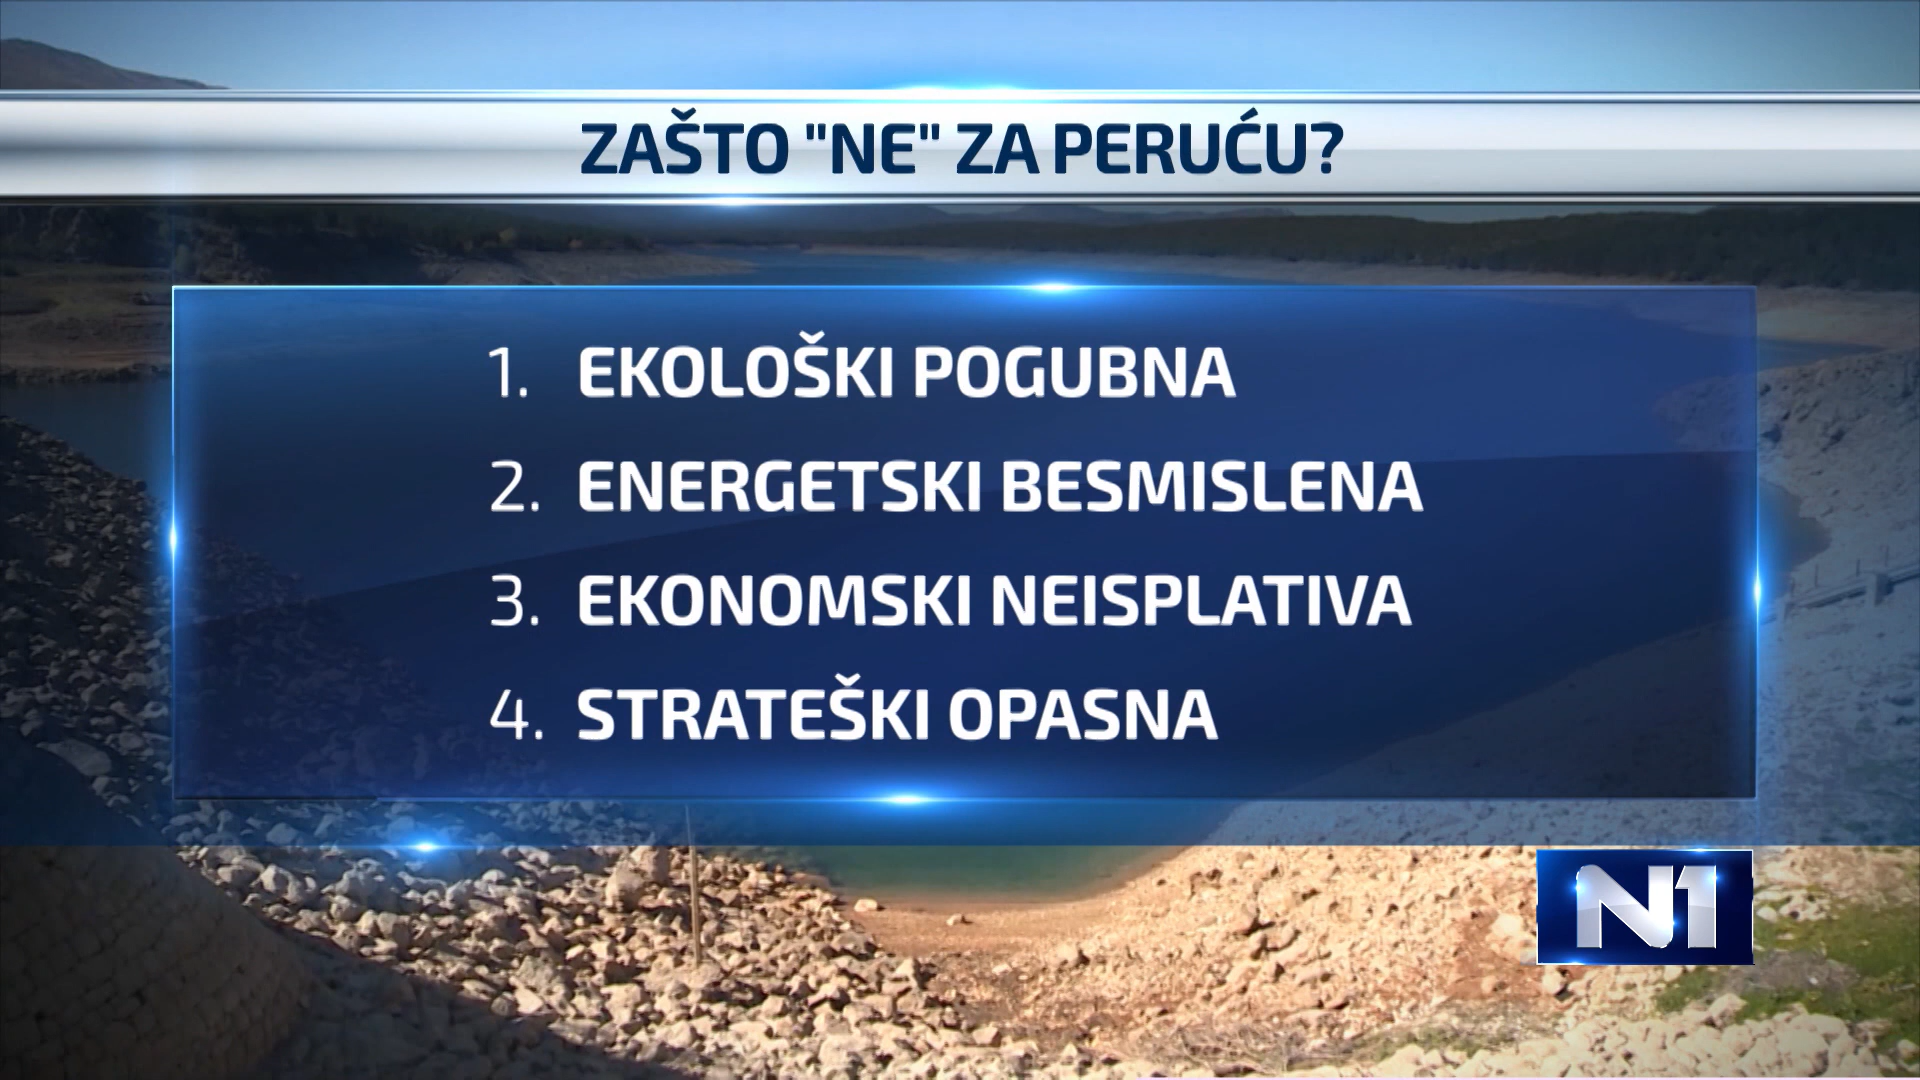 ZAŠTO "NE" ZA PERUĆU?
1. EKOLOŠKI POGUBNA
2. ENERGETSKI BESMISLENA
3. EKONOMSKI NEISPLATIVA
4. STRATEŠKI OPASNA
N1